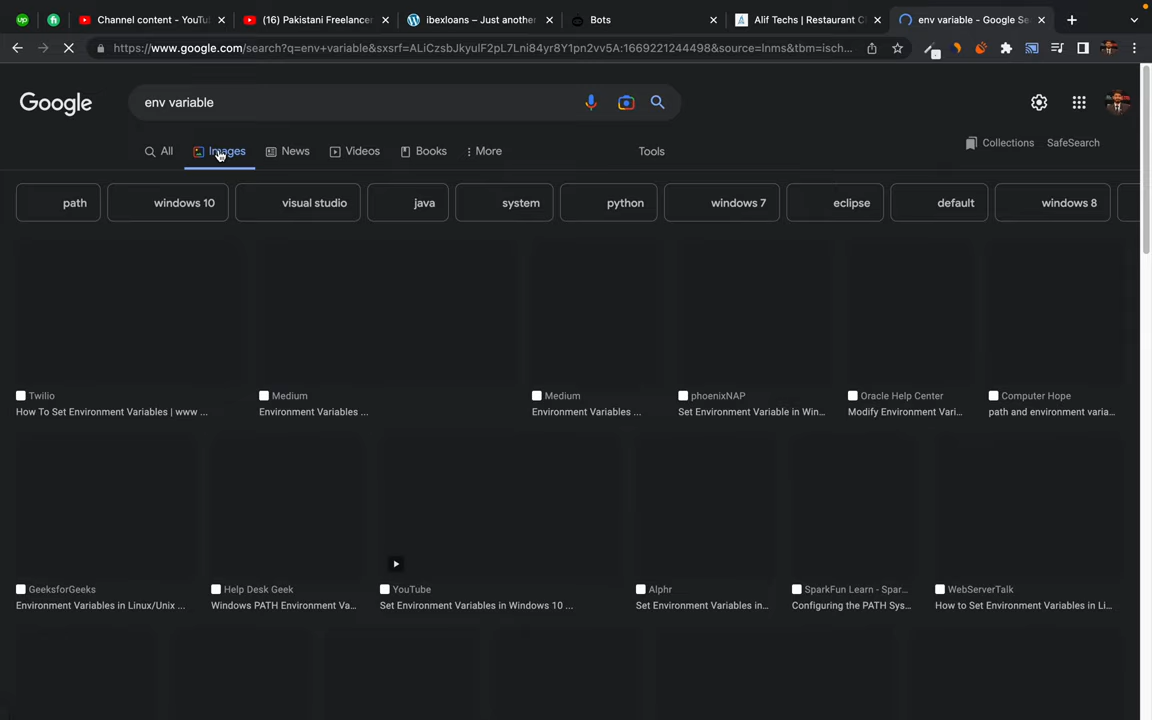 Channel content - YouTu
(16) Pakistani Freelancer
ibexloans – Just another
Bots
Alif Techs | Restaurant C
env variable - Google Se
https://www.google.com/search?q=env+variable&sxsrf=ALiCzsbJkyuIF2pL7Lni84yr8Y1pn2vv5A:1669221244498&source=lnms&tbm=isch...
Google
env variable
All
Images
News
Videos
Books
More
Tools
Collections
SafeSearch
path
windows 10
visual studio
java
system
python
windows 7
eclipse
default
windows 8
Twilio
Medium
Medium
phoenixNAP
Oracle Help Center
Computer Hope
How To Set Environment Variables | www ...
Environment Variables ...
Environment Variables ...
Set Environment Variable in Win...
Modify Environment Vari...
path and environment varia...
GeeksforGeeks
Help Desk Geek
YouTube
Alphr
SparkFun Learn - Spar...
WebServerTalk
Environment Variables in Linux/Unix ...
Windows PATH Environment Va...
Set Environment Variables in Windows 10 ...
Set Environment Variables in...
Configuring the PATH Sys...
How to Set Environment Variables in Li...